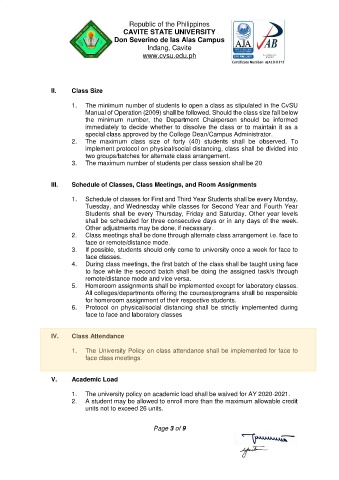 Republic of the Philippines
CAVITE STATE UNIVERSITY
Don Severino de las Alas Campus
Indang, Cavite
www.cvsu.edu.ph
AJA
PAB
II. Class Size
1. The minimum number of students to open a class as stipulated in the CvSU
Manual of Operation (2009) shall be followed. Should the class size fall below
the minimum number, the Department Chairperson should be informed
immediately to decide whether to dissolve the class or to maintain it as a
special class approved by the College Dean/Campus Administrator.
2. The maximum class size of forty (40) students shall be observed. To
implement protocol on physical/social distancing, class shall be divided into
two groups/batches for alternate class arrangement.
3. The maximum number of students per class session shall be 20
III. Schedule of Classes, Class Meetings, and Room Assignments
1. Schedule of classes for First and Third Year Students shall be every Monday,
Tuesday, and Wednesday while classes for Second Year and Fourth Year
Students shall be every Thursday, Friday and Saturday. Other year levels
shall be scheduled for three consecutive days or in any days of the week.
Other adjustments may be done, if necessary.
2. Class meetings shall be done through alternate class arrangement i.e. face to
face or remote/distance mode.
3. If possible, students should only come to university once a week for face to
face classes.
4. During class meetings, the first batch of the class shall be taught using face
to face while the second batch shall be doing the assigned task/s through
remote/distance mode and vice versa.
5. Homeroom assignments shall be implemented except for laboratory classes.
All colleges/departments offering the courses/programs shall be responsible
for homeroom assignment of their respective students.
6. Protocol on physical/social distancing shall be strictly implemented during
face to face and laboratory classes
IV. Class Attendance
1. The University Policy on class attendance shall be implemented for face to
face class meetings.
V. Academic Load
1. The university policy on academic load shall be waived for AY 2020-2021.
2. A student may be allowed to enroll more than the maximum allowable credit
units not to exceed 26 units.
Page 3 of 9